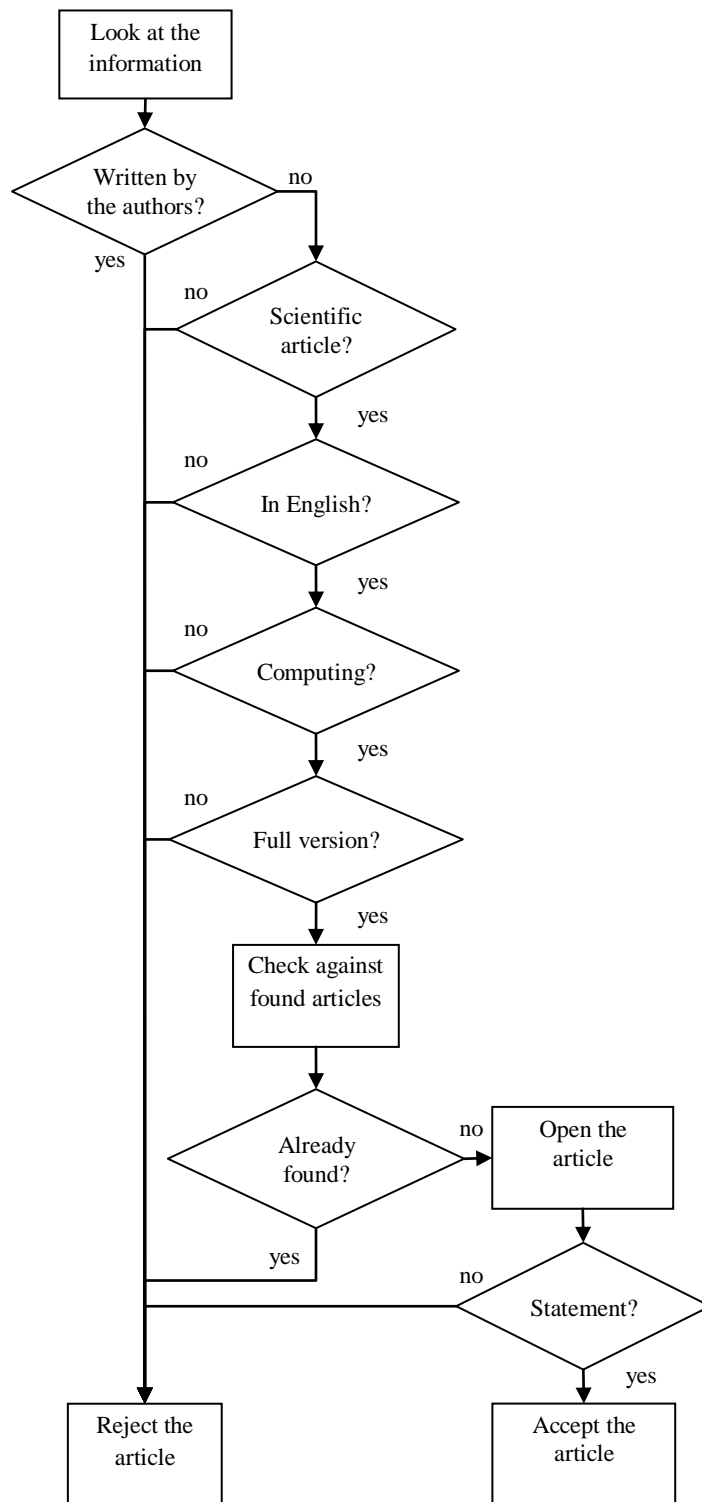 Look at the
information
Written by
the authors?
no
yes
no
Scientific
article?
yes
no
In English?
yes
no
Computing?
yes
no
Full version?
yes
Check against
found articles
Already
found?
no
Open the
article
yes
no
Statement?
yes
Reject the
article
Accept the
article